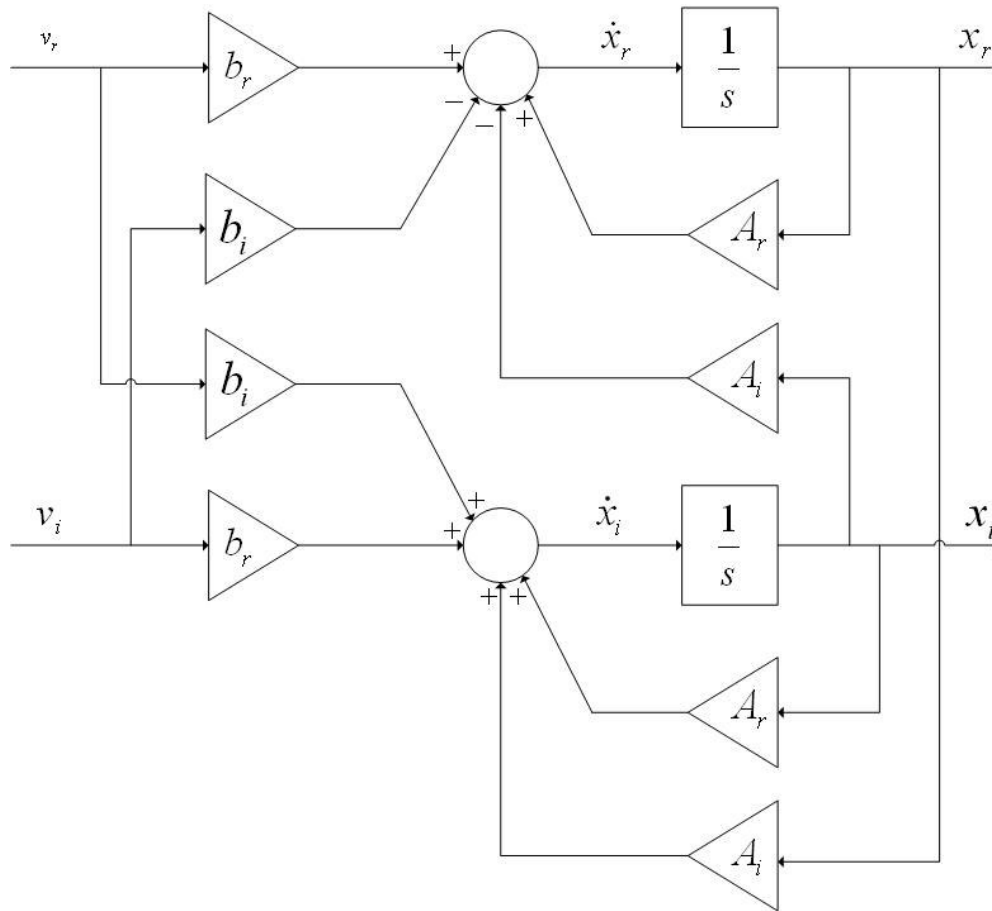 v_r
b_r
+
−
−
+
ẋ_r
1/s
x_r
b_i
A_r
b_i
A_i
v_i
b_r
+
+
+
+
ẋ_i
1/s
x_i
A_r
A_i